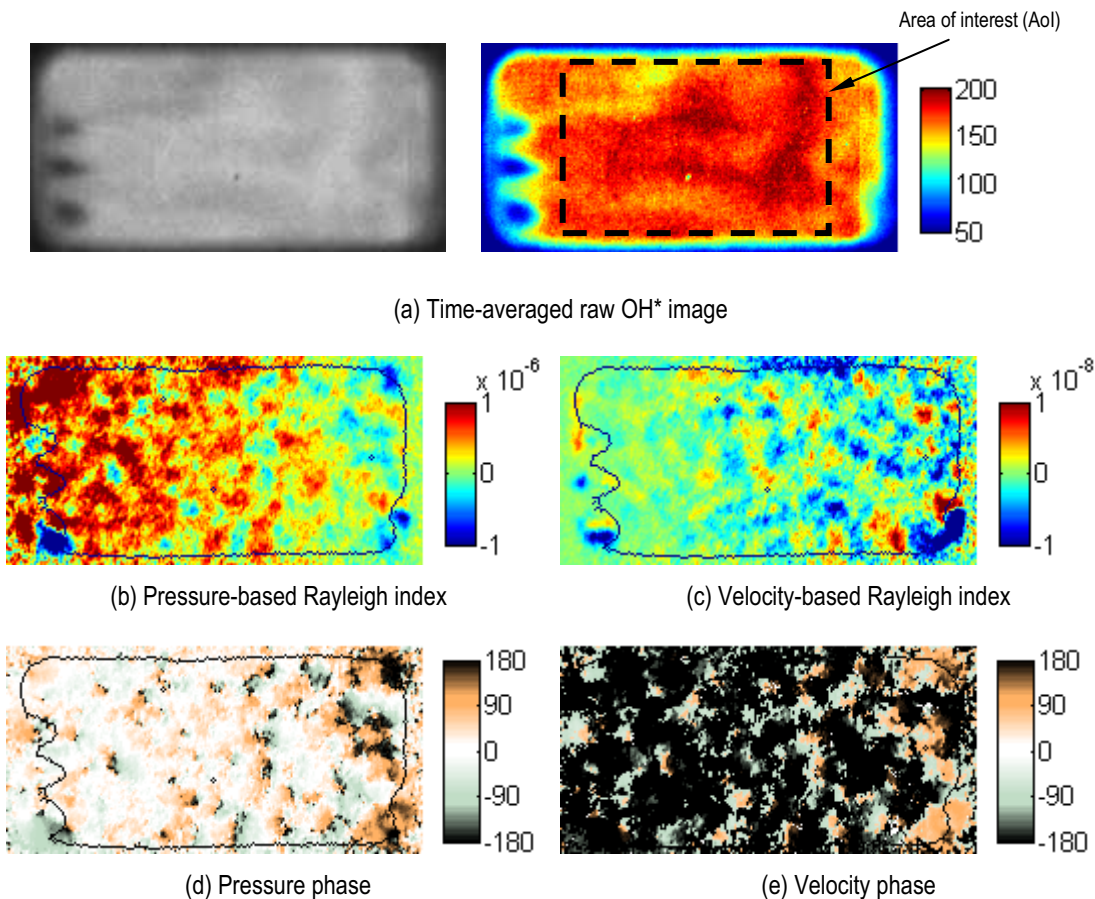 Area of interest (AoI)
200
150
100
50
(a) Time-averaged raw OH* image
x 10⁻⁶
1
0
-1
x 10⁻⁸
1
0
-1
(b) Pressure-based Rayleigh index
(c) Velocity-based Rayleigh index
180
90
0
-90
-180
180
90
0
-90
-180
(d) Pressure phase
(e) Velocity phase